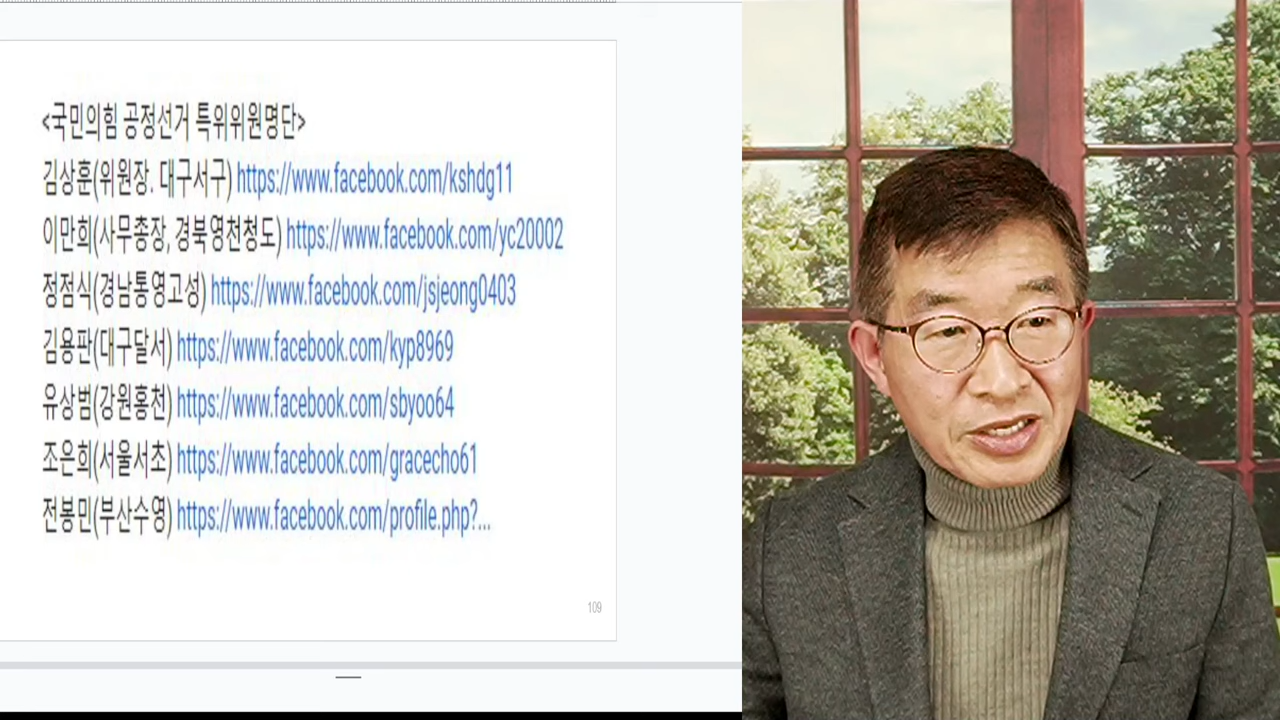 <국민의힘 공정선거 특위위원명단>
김상훈(위원장. 대구서구) https://www.facebook.com/kshdg11
이만희(사무총장, 경북영천청도) https://www.facebook.com/yc20002
정점식(경남통영고성) https://www.facebook.com/jsjeong0403
김용판(대구달서) https://www.facebook.com/kyp8969
유상범(강원홍천) https://www.facebook.com/sbyoo64
조은희(서울서초) https://www.facebook.com/gracecho61
전봉민(부산수영) https://www.facebook.com/profile.php?...
109